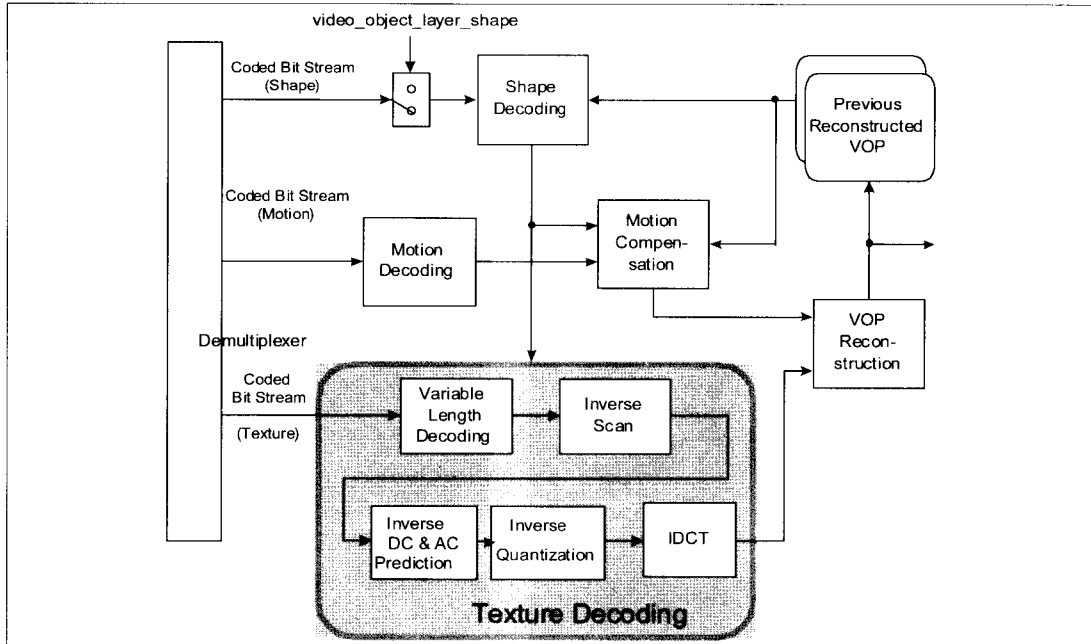 video_object_layer_shape
Coded Bit Stream
(Shape)
Shape
Decoding
Previous
Reconstructed
VOP
Coded Bit Stream
(Motion)
Motion
Decoding
Motion
Compen-
sation
VOP
Recon-
struction
Demultiplexer
Coded
Bit Stream
(Texture)
Variable
Length
Decoding
Inverse
Scan
Inverse
DC & AC
Prediction
Inverse
Quantization
IDCT
Texture Decoding